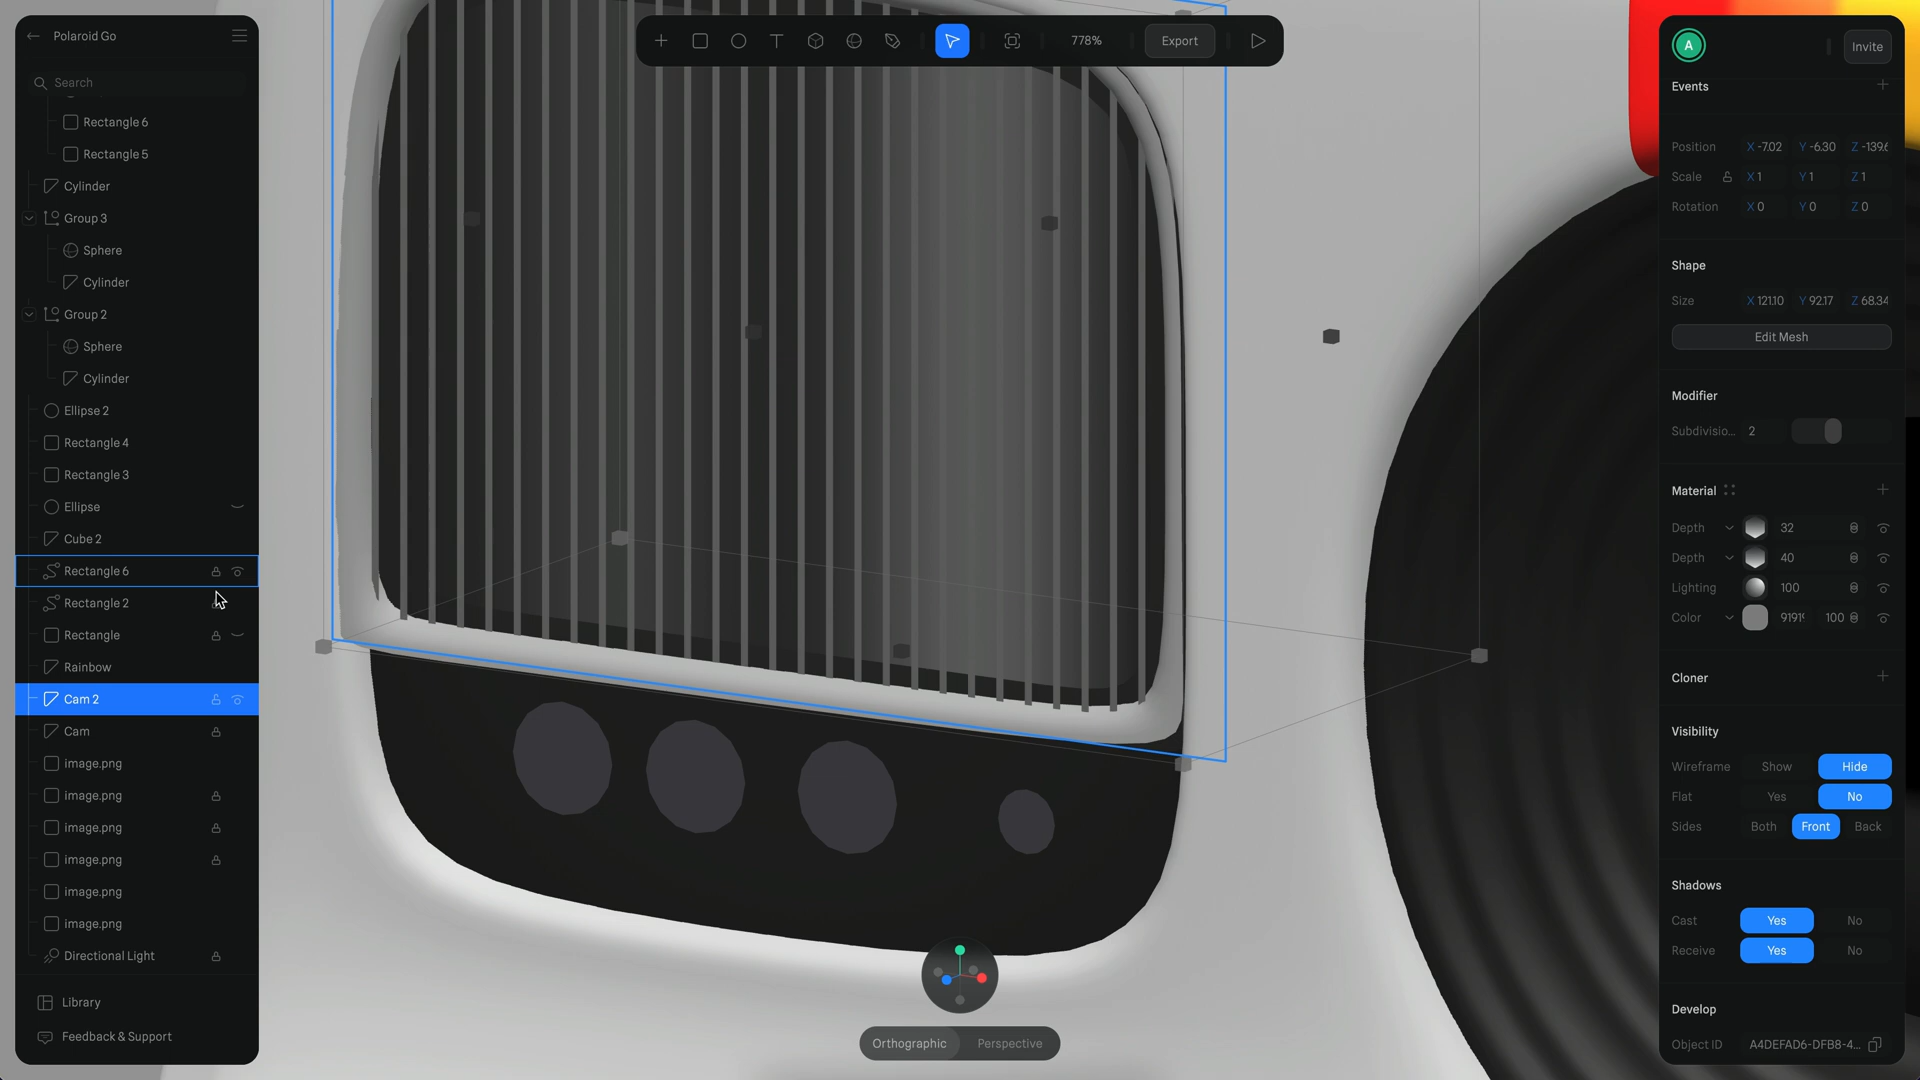 Polaroid Go
Search
Rectangle 6
Rectangle 5
Cylinder
Group 3
Sphere
Cylinder
Group 2
Sphere
Cylinder
Ellipse 2
Rectangle 4
Rectangle 3
Ellipse
Cube 2
Rectangle 6
Rectangle 2
Rectangle
Rainbow
Cam 2
Cam
image.png
image.png
image.png
image.png
image.png
image.png
Directional Light
Library
Feedback & Support
778%
Export
Orthographic
Perspective
A
Invite
Events
Position X -7.02 Y -6.30 Z
Scale X 1 Y 1 Z 1
Rotation X 0 Y 0 Z 0
Shape
Size X 121.10 Y 92.17 Z 68.34
Edit Mesh
Modifier
Subdivisio... 2
Material
Depth 32
Depth 40
Lighting 100
Color 100
Cloner
Visibility
Wireframe Show Hide
Flat Yes No
Sides Both Front Back
Shadows
Cast Yes No
Receive Yes No
Develop
Object ID A4DEFAD6-DFB8-4...